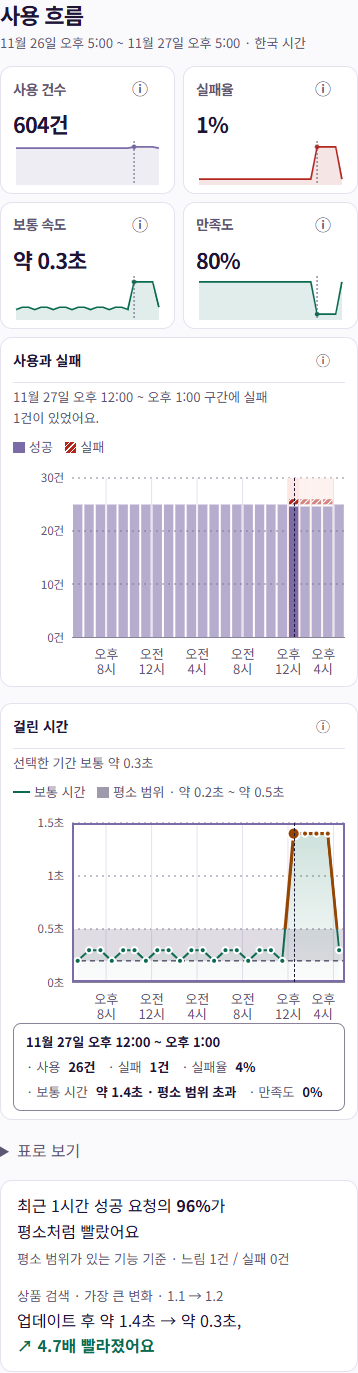 사용 흐름
11월 26일 오후 5:00 ~ 11월 27일 오후 5:00 · 한국 시간
사용 건수 ⓘ
604건
실패율 ⓘ
1%
보통 속도 ⓘ
약 0.3초
만족도 ⓘ
80%
사용과 실패 ⓘ
11월 27일 오후 12:00 ~ 오후 1:00 구간에 실패
1건이 있었어요.
성공 실패
30건
20건
10건
0건
오후 8시 오전 12시 오전 4시 오전 8시 오후 12시 오후 4시
걸린 시간 ⓘ
선택한 기간 보통 약 0.3초
보통 시간 평소 범위 · 약 0.2초 ~ 약 0.5초
1.5초
1초
0.5초
0초
오후 8시 오전 12시 오전 4시 오전 8시 오후 12시 오후 4시
11월 27일 오후 12:00 ~ 오후 1:00
· 사용 26건 · 실패 1건 · 실패율 4%
· 보통 시간 약 1.4초 · 평소 범위 초과 · 만족도 0%
▶ 표로 보기
최근 1시간 성공 요청의 96%가
평소처럼 빨랐어요
평소 범위가 있는 기능 기준 · 느림 1건 / 실패 0건
상품 검색 · 가장 큰 변화 · 1.1 → 1.2
업데이트 후 약 1.4초 → 약 0.3초,
↗ 4.7배 빨라졌어요